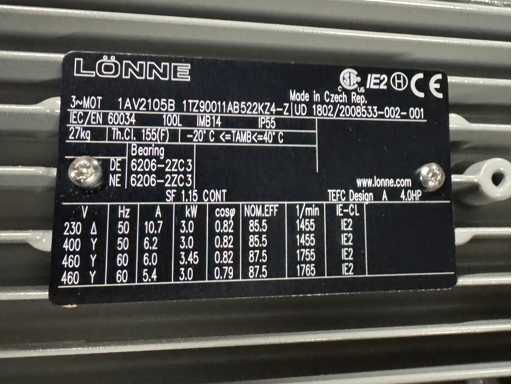 LÖNNE
IE2 H CE
Made in Czech Rep.
3~MOT 1AV2105B 1TZ90011AB522KZ4-Z UD 1802/2008533-002-001
IEC/EN 60034 100L IMB14 IP55
27kg Th.Cl. 155(F) -20°C <=TAMB<=40°C
Bearing
DE 6206-2ZC3
NE 6206-2ZC3
www.lonne.com
SF 1.15 CONT TEFC Design A 4.0HP
V Hz A kW cosφ NOM.EFF 1/min IE-CL
230 Δ 50 10.7 3.0 0.82 85.5 1455 IE2
400 Y 50 6.2 3.0 0.82 85.5 1455 IE2
460 Y 60 6.0 3.45 0.82 87.5 1755 IE2
460 Y 60 5.4 3.0 0.79 87.5 1765 IE2